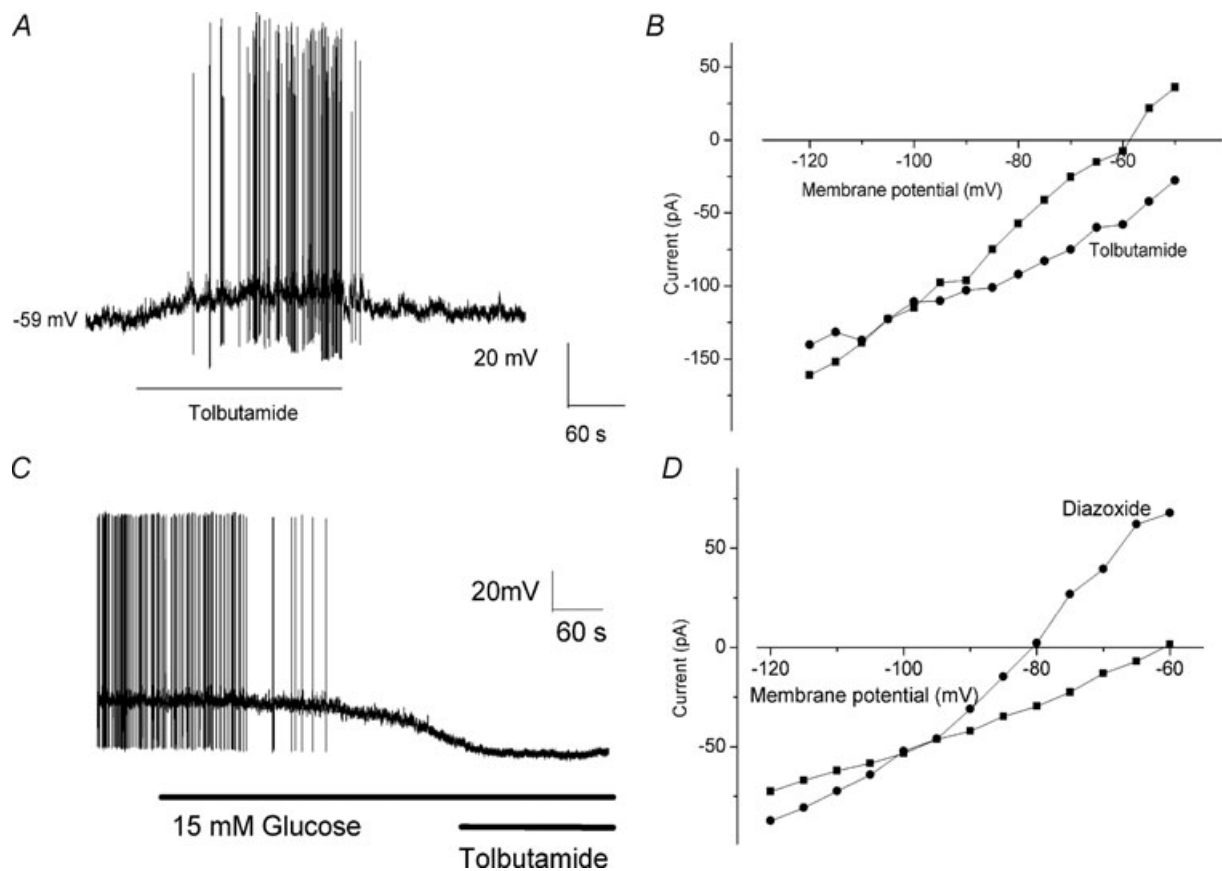 A
-59 mV
20 mV
60 s
Tolbutamide
B
50
0
-120
-100
-80
-60
Membrane potential (mV)
-50
-100
-150
Current (pA)
Tolbutamide
C
20mV
60 s
15 mM Glucose
Tolbutamide
D
Diazoxide
50
0
-120
-100
-80
-60
Membrane potential (mV)
-50
Current (pA)